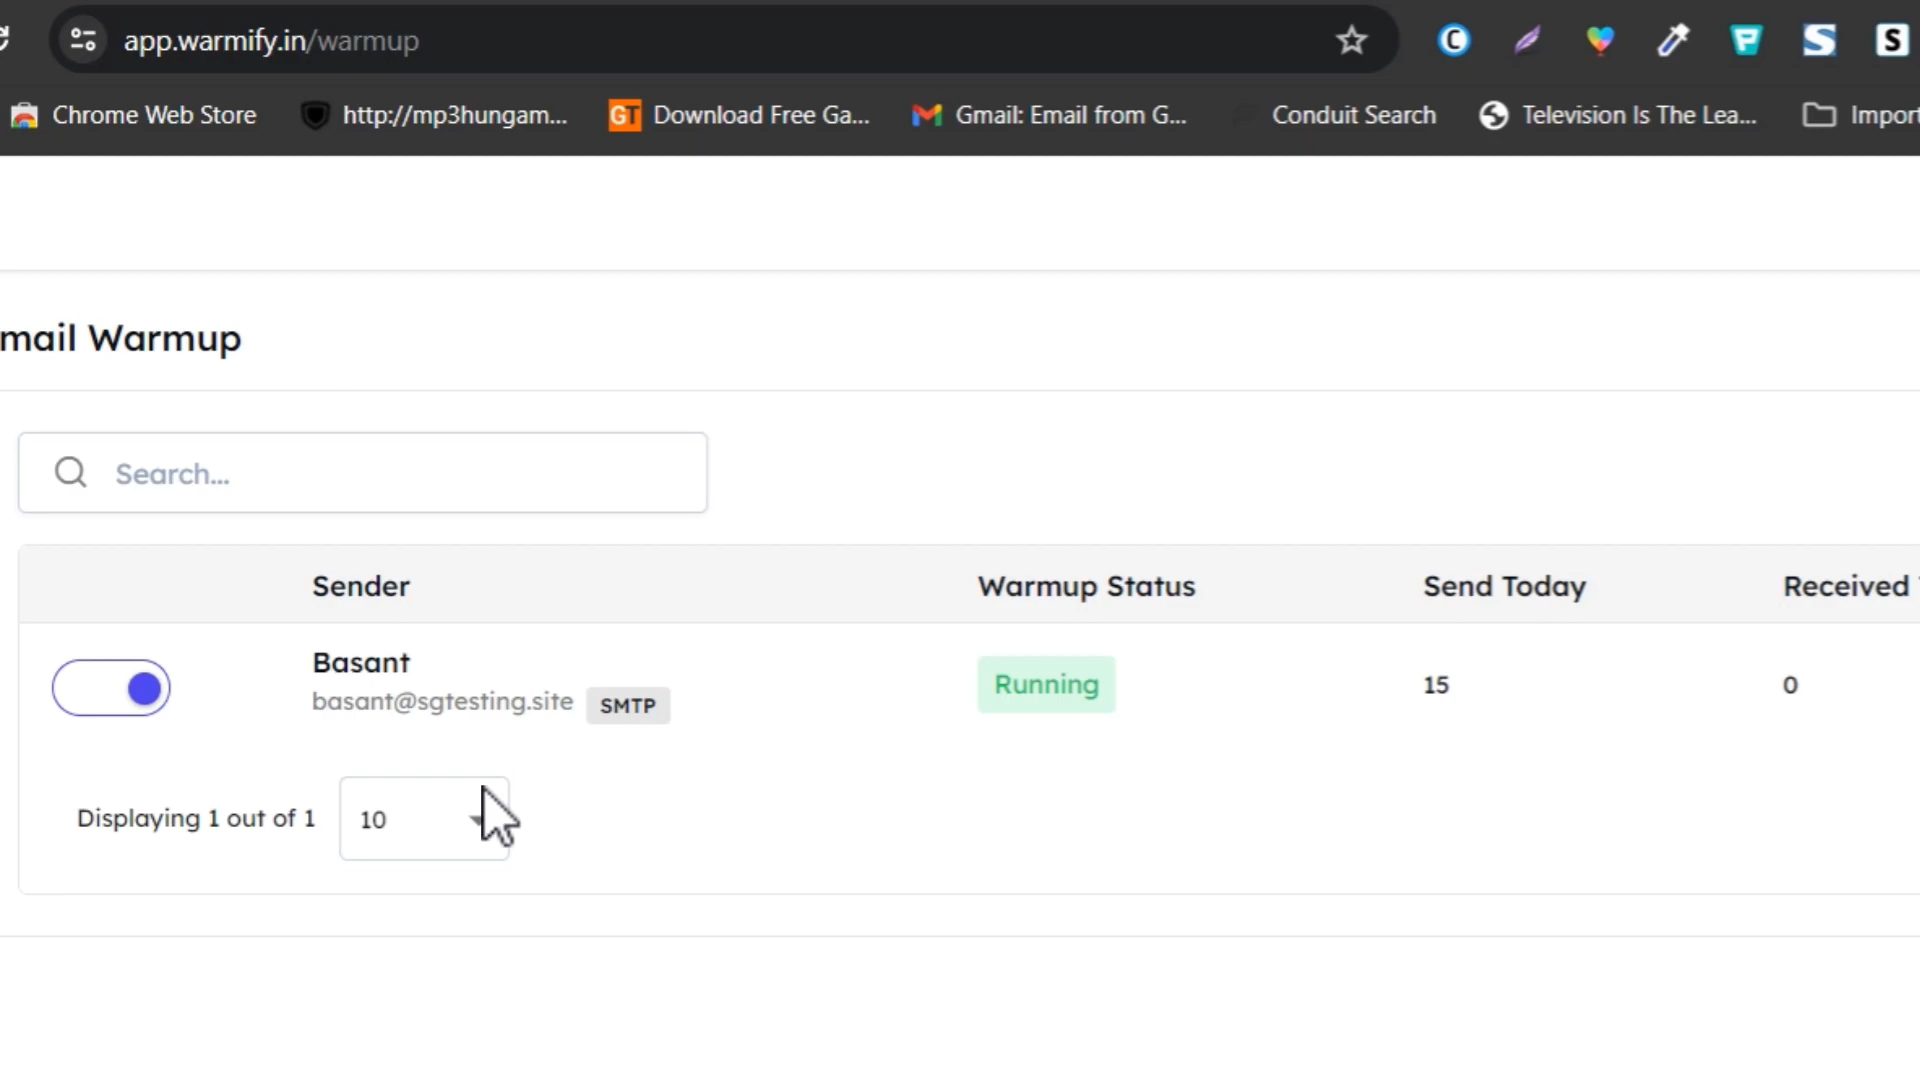 app.warmify.in/warmup
C
S
S
Chrome Web Store
http://mp3hungam...
GT
Download Free Ga...
Gmail: Email from G...
Conduit Search
Television Is The Lea...
Import
mail Warmup
Search...
Sender
Warmup Status
Send Today
Received
Basant
basant@sgtesting.site
SMTP
Running
15
0
Displaying 1 out of 1
10